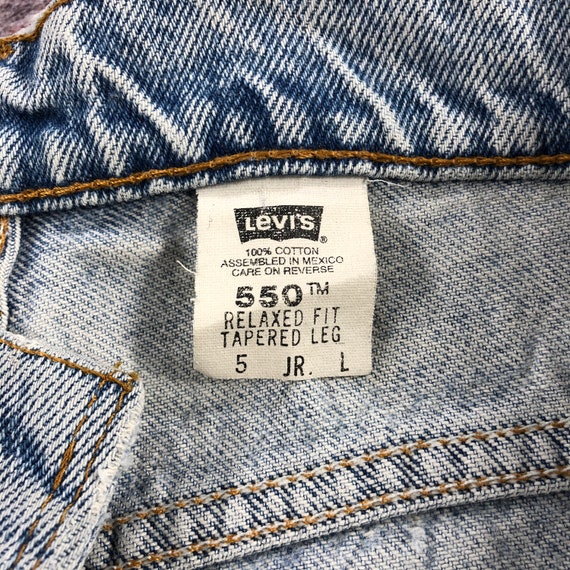 Levi's ®
100% COTTON
ASSEMBLED IN MEXICO
CARE ON REVERSE
550™
RELAXED FIT
TAPERED LEG
5 JR. L